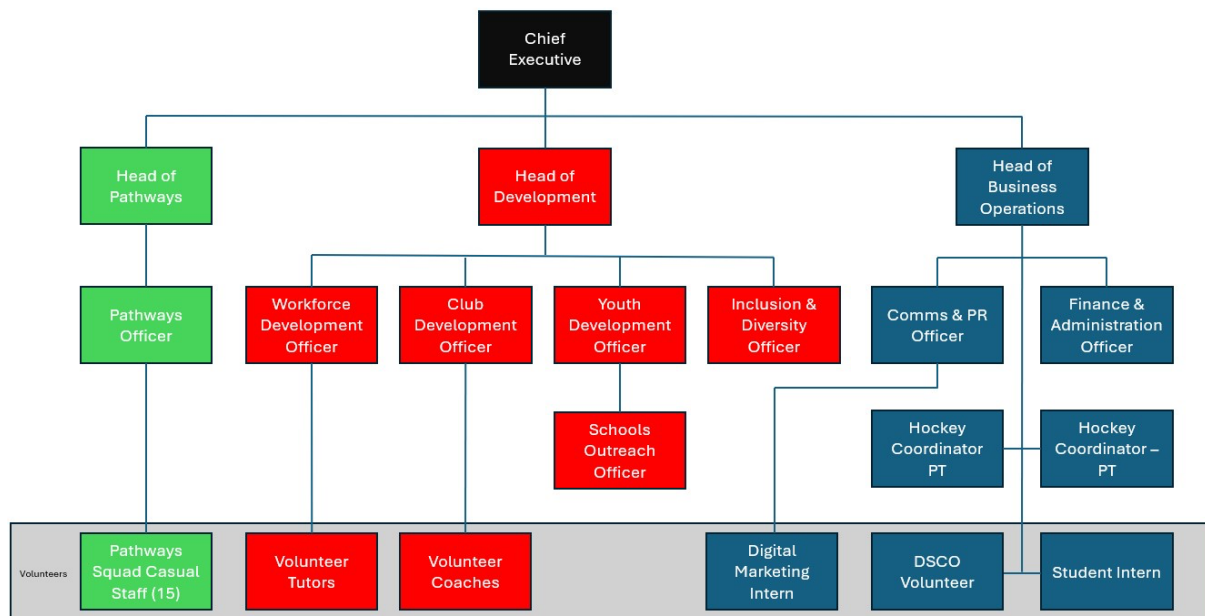 Chief
Executive
Head of
Pathways
Head of
Development
Head of
Business
Operations
Pathways
Officer
Workforce
Development
Officer
Club
Development
Officer
Youth
Development
Officer
Inclusion &
Diversity
Officer
Comms & PR
Officer
Finance &
Administration
Officer
Schools
Outreach
Officer
Hockey
Coordinator
PT
Hockey
Coordinator –
PT
Volunteers
Pathways
Squad Casual
Staff (15)
Volunteer
Tutors
Volunteer
Coaches
Digital
Marketing
Intern
DSCO
Volunteer
Student Intern